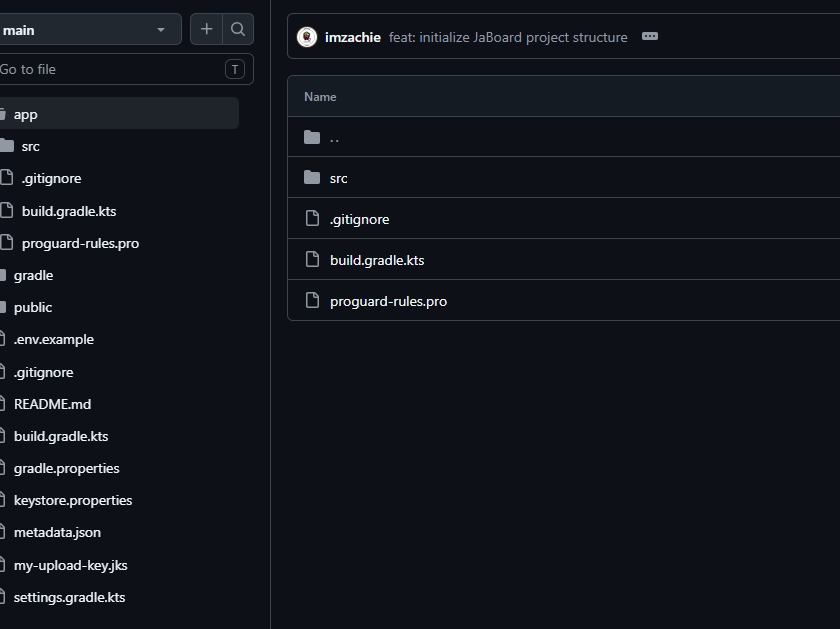 main
Go to file
T
app
src
.gitignore
build.gradle.kts
proguard-rules.pro
gradle
public
.env.example
.gitignore
README.md
build.gradle.kts
gradle.properties
keystore.properties
metadata.json
my-upload-key.jks
settings.gradle.kts
imzachie feat: initialize JaBoard project structure
Name
..
src
.gitignore
build.gradle.kts
proguard-rules.pro